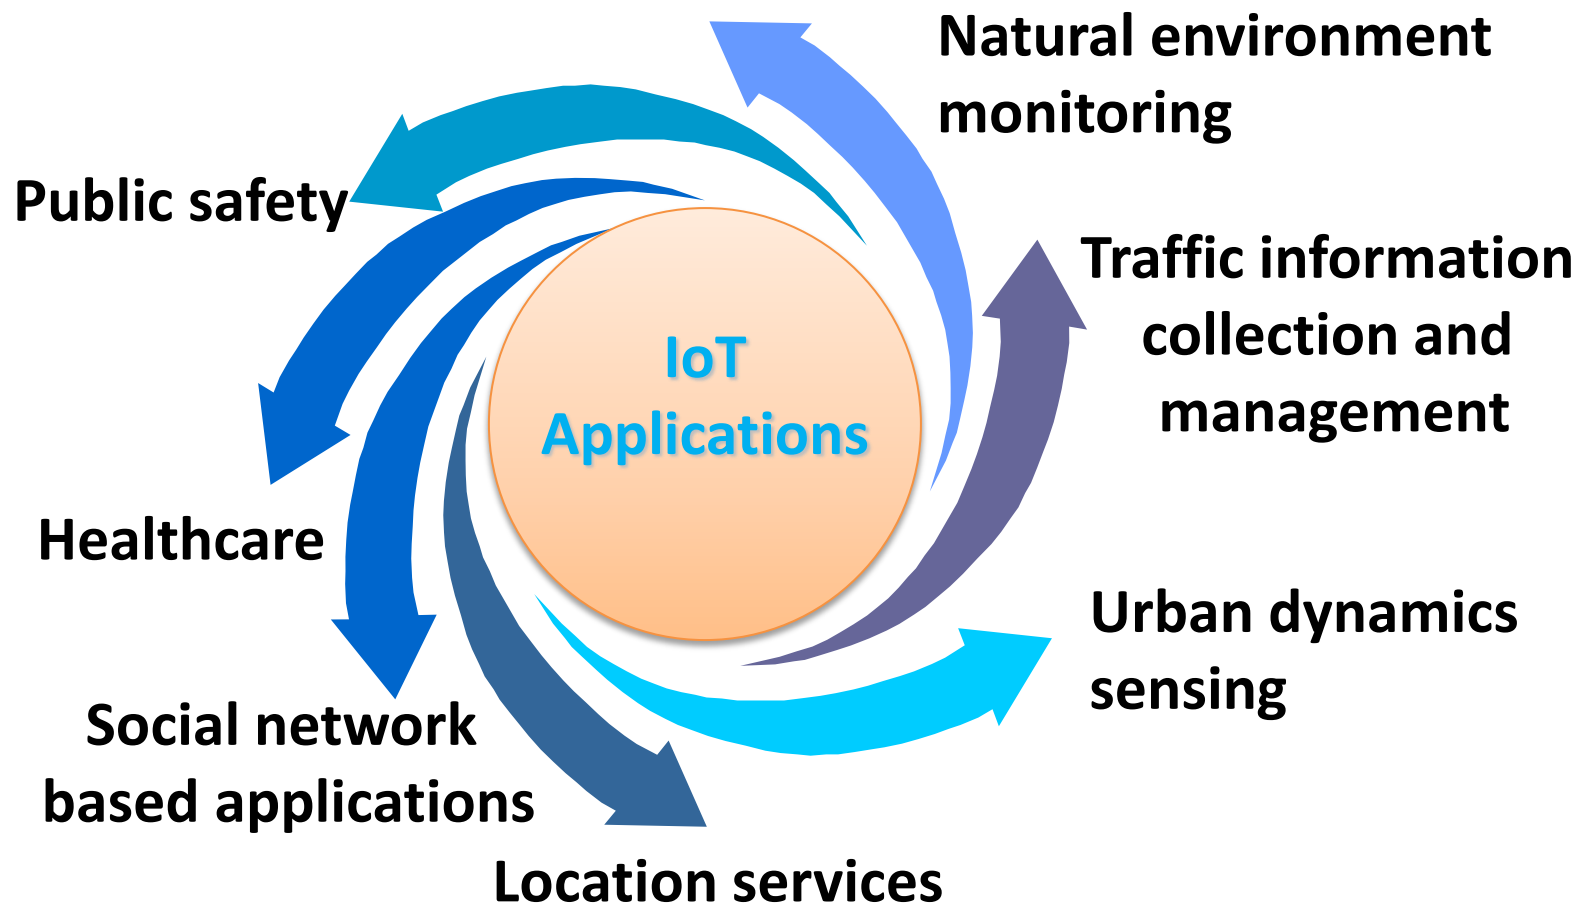 Natural environment
monitoring
Public safety
Traffic information
collection and
management
IoT
Applications
Healthcare
Urban dynamics
sensing
Social network
based applications
Location services